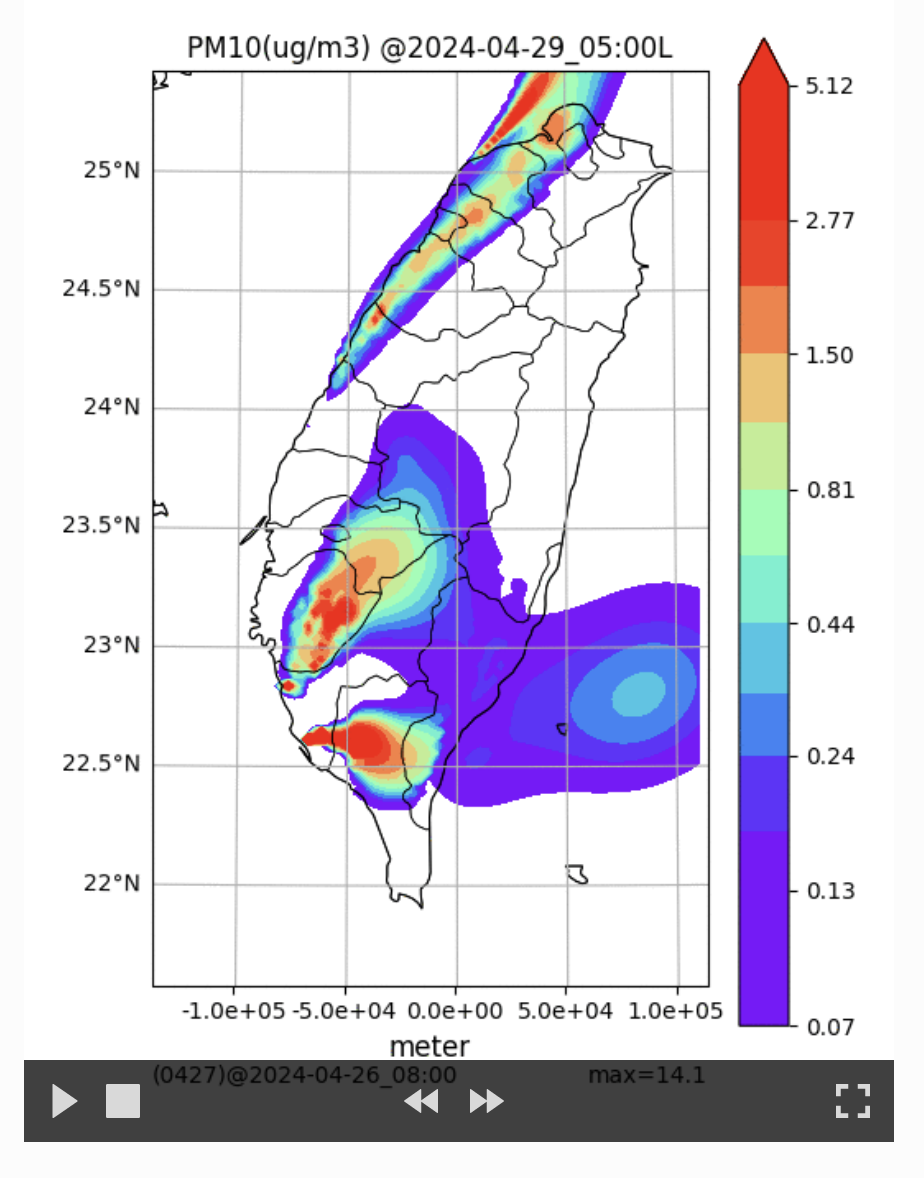 PM10(ug/m3) @2024-04-29_05:00L
5.12
2.77
1.50
0.81
0.44
0.24
0.13
0.07
25°N
24.5°N
24°N
23.5°N
23°N
22.5°N
22°N
-1.0e+05 -5.0e+04 0.0e+00 5.0e+04 1.0e+05
meter
(0427)@2024-04-26_08:00 max=14.1